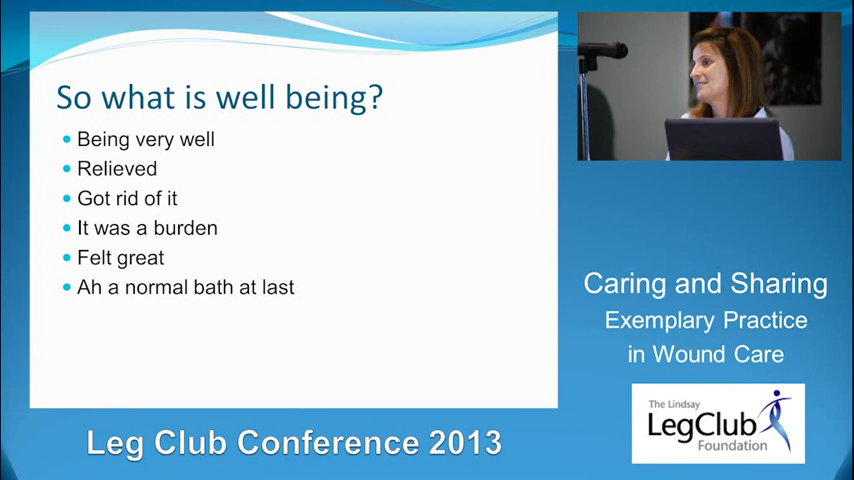 So what is well being?
Being very well
Relieved
Got rid of it
It was a burden
Felt great
Ah a normal bath at last
Caring and Sharing
Exemplary Practice
in Wound Care
The Lindsay
LegClub
Foundation
Leg Club Conference 2013